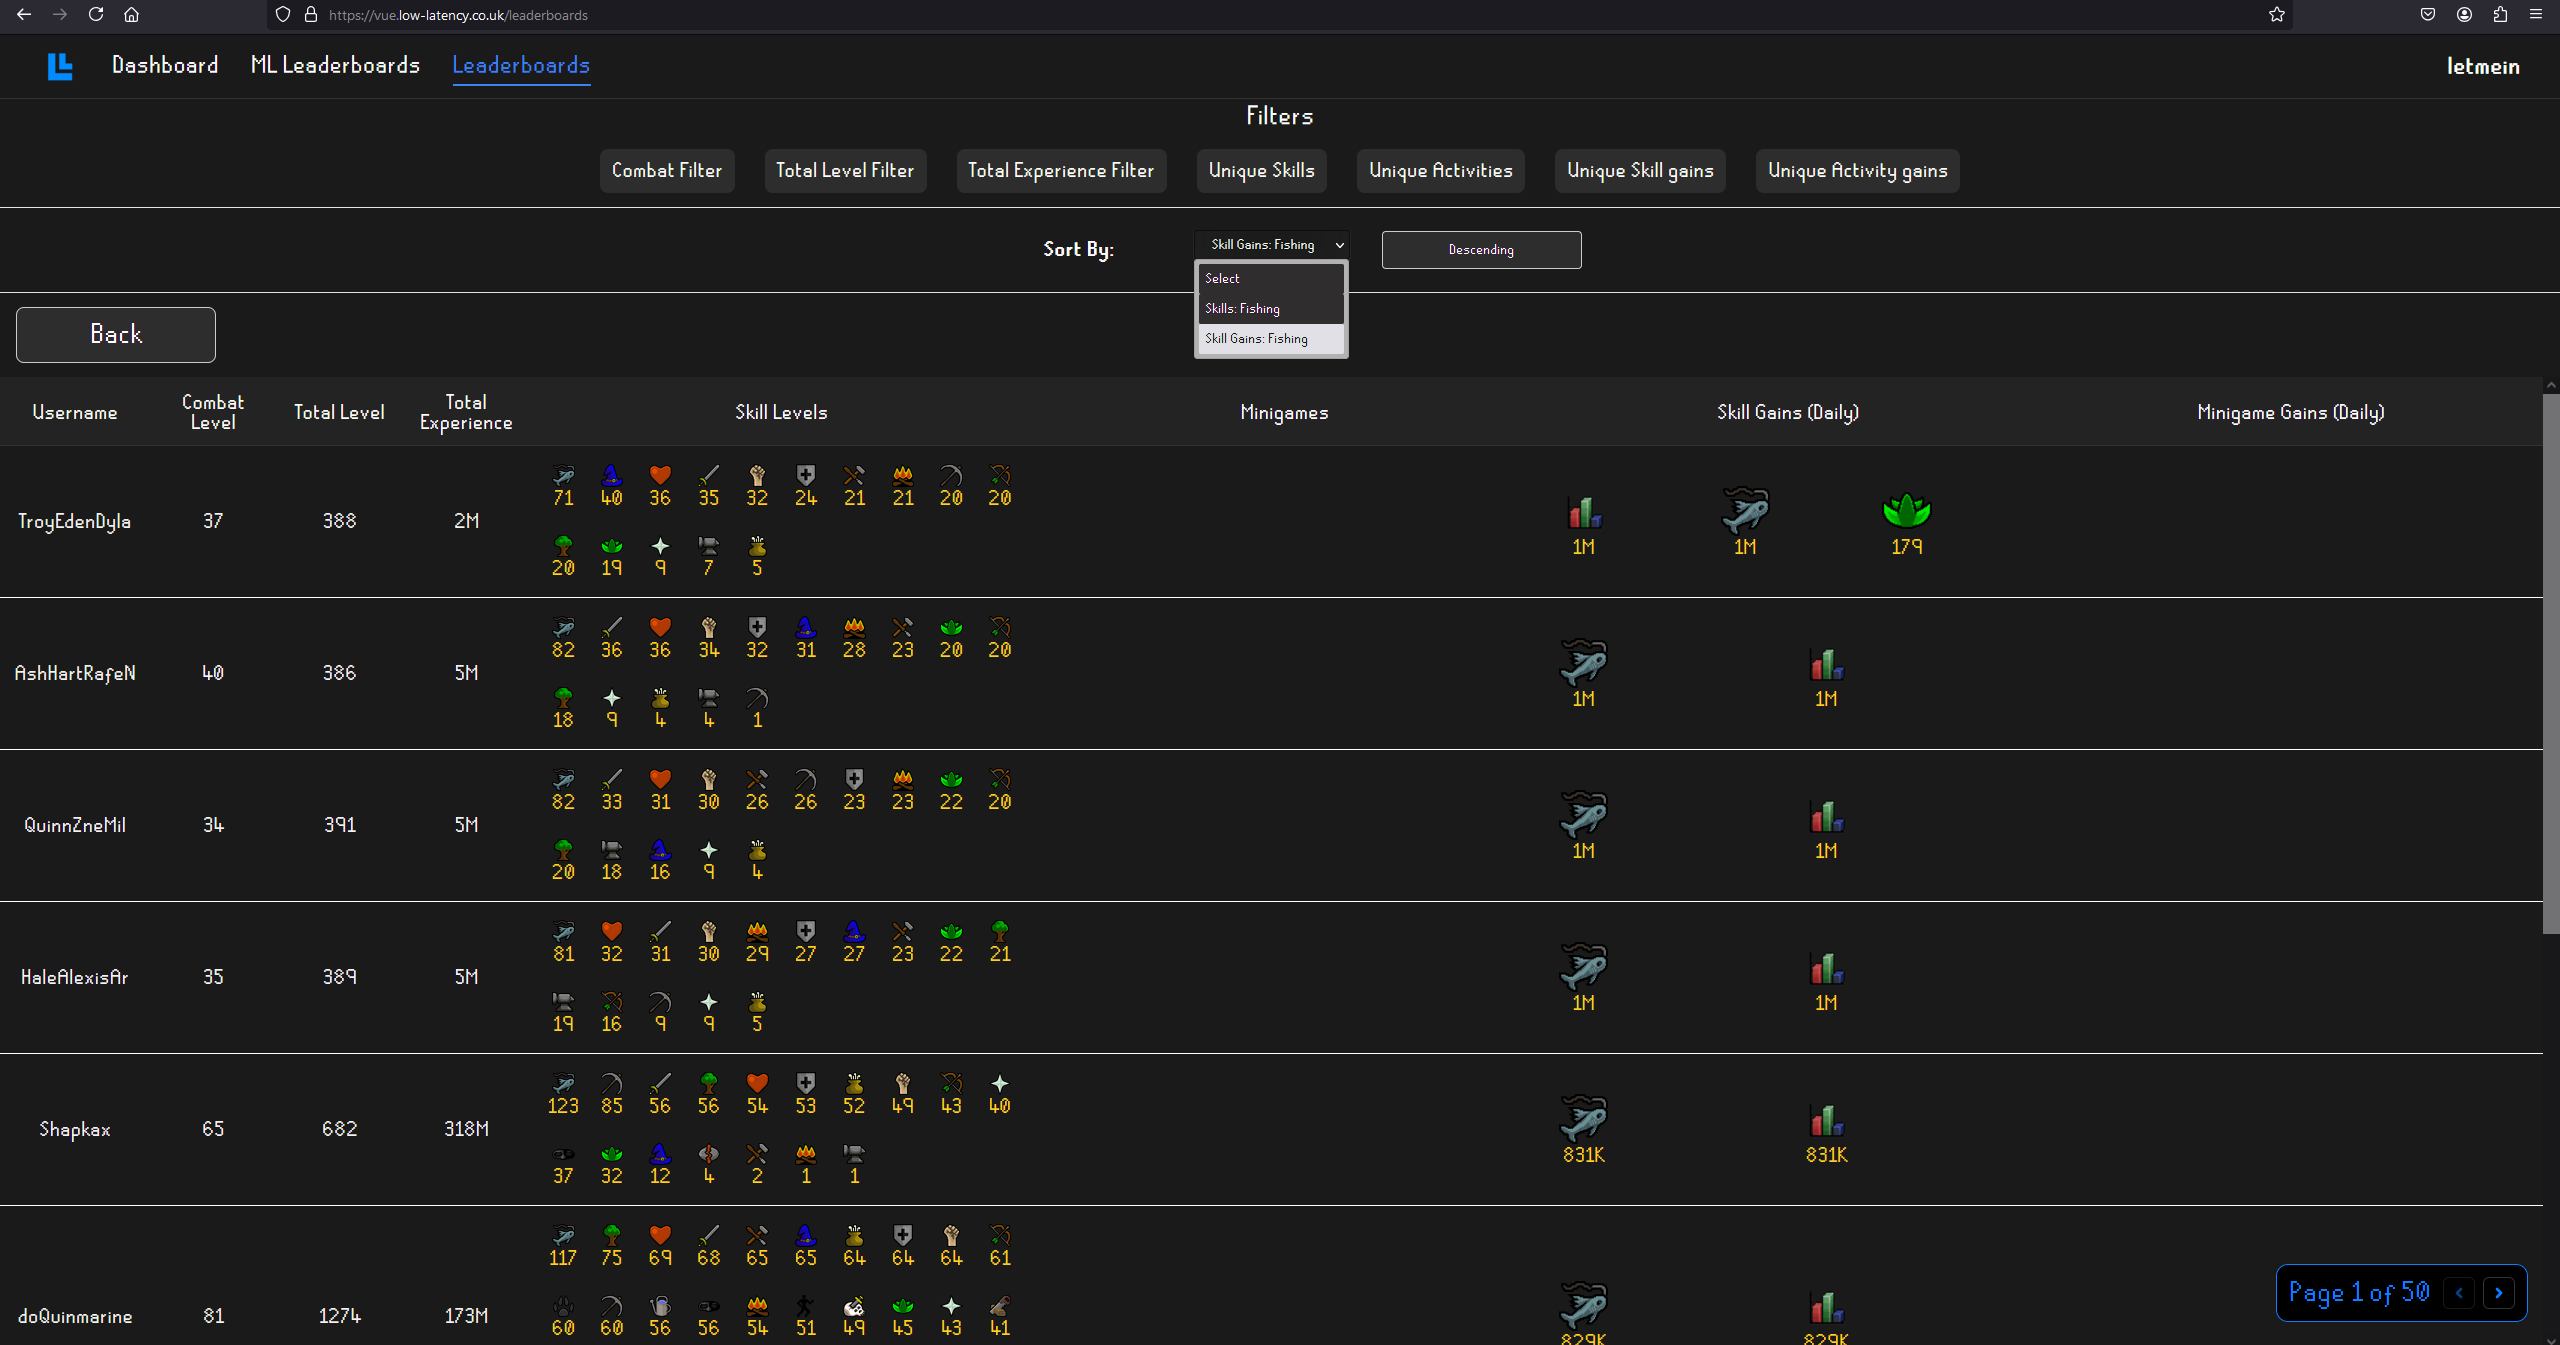 https://vue.low-latency.co.uk/leaderboards
Dashboard ML Leaderboards Leaderboards letmein
Filters
Combat Filter Total Level Filter Total Experience Filter Unique Skills Unique Activities Unique Skill gains Unique Activity gains
Sort By: Skill Gains: Fishing Descending
Select
Skills: Fishing
Skill Gains: Fishing
Back
Username Combat Level Total Level Total Experience Skill Levels Minigames Skill Gains (Daily) Minigame Gains (Daily)
71 40 36 35 32 24 21 21 20 20
TroyEdenDyla 37 388 2M 1M 1M 179
20 19 9 7 5
82 36 36 34 32 31 28 23 20 20
AshHartRafeN 40 386 5M 1M 1M
18 9 4 4 1
82 33 31 30 26 26 23 23 22 20
QuinnZneMil 34 391 5M 1M 1M
20 18 16 9 4
81 32 31 30 29 27 27 23 22 21
HaleAlexisAr 35 389 5M 1M 1M
19 16 9 9 5
123 85 56 56 54 53 52 49 43 40
Shapkax 65 682 318M 831K 831K
37 32 12 4 2 1 1
117 75 69 68 65 65 64 64 64 61
doQuinmarine 81 1274 173M 829K 829K
60 60 56 56 54 51 49 45 43 41
Page 1 of 50